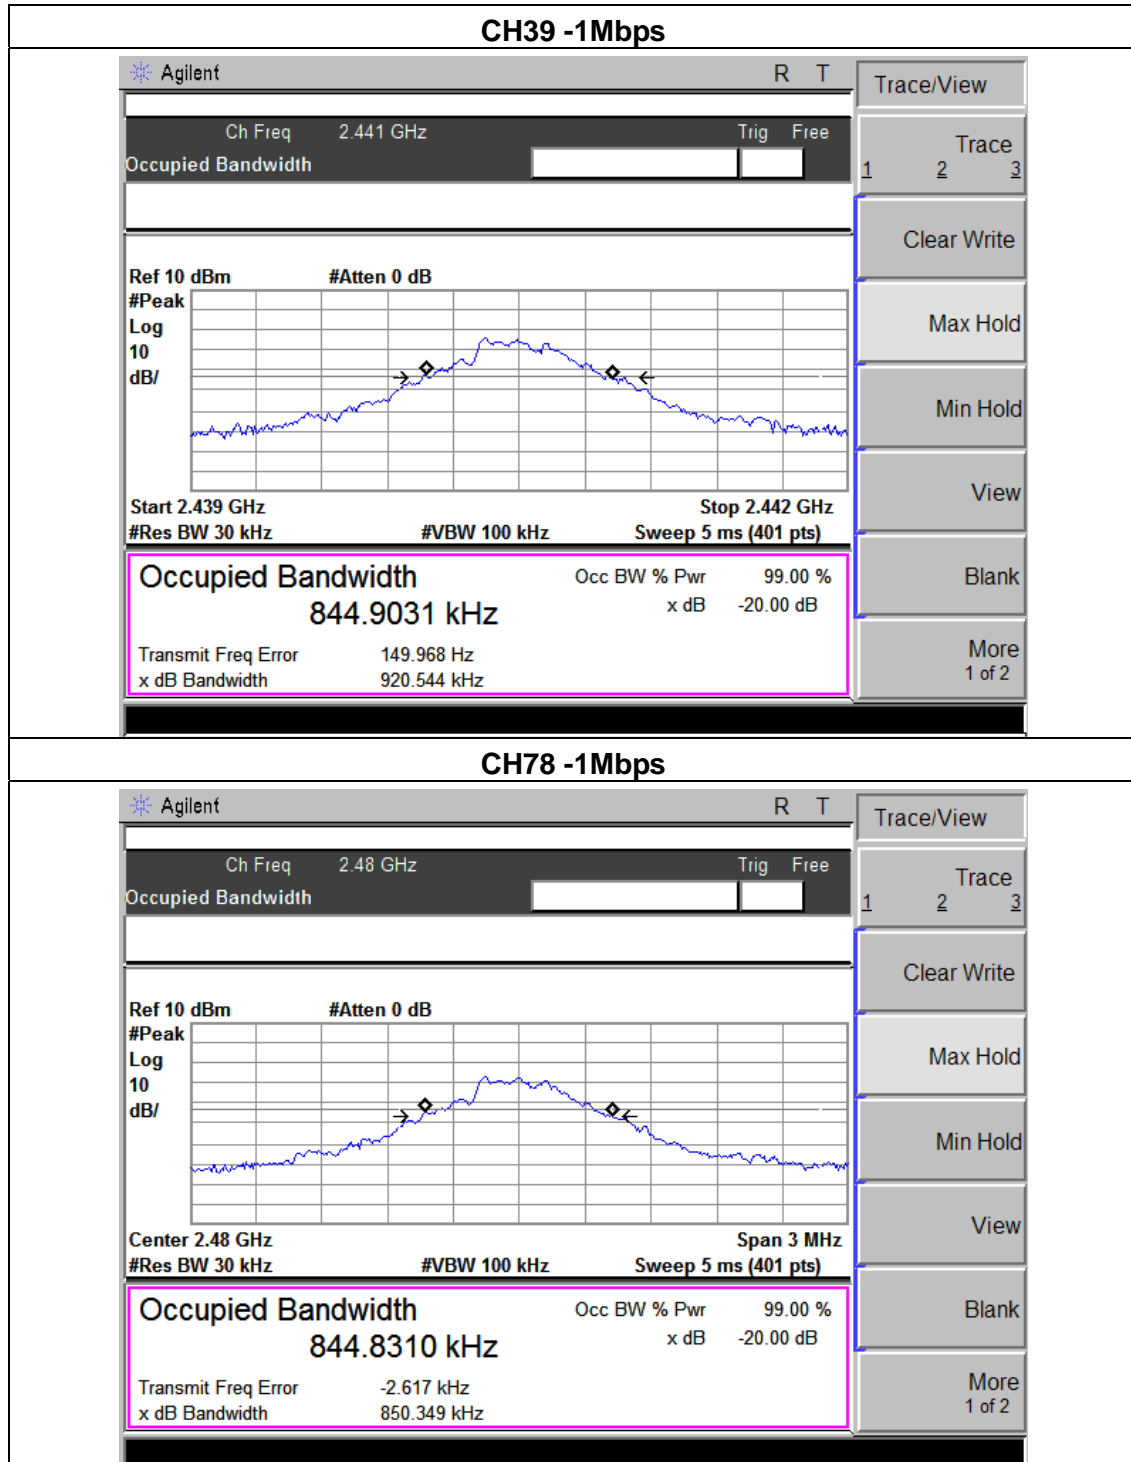 CH39 -1Mbps
Agilent R T
Trace/View
Ch Freq 2.441 GHz Trig Free
Occupied Bandwidth
Trace
1 2 3
Clear Write
Ref 10 dBm #Atten 0 dB
#Peak
Log
10
dB/
Max Hold
Min Hold
View
Start 2.439 GHz Stop 2.442 GHz
#Res BW 30 kHz #VBW 100 kHz Sweep 5 ms (401 pts)
Occupied Bandwidth Occ BW % Pwr 99.00 %
844.9031 kHz x dB -20.00 dB
Blank
Transmit Freq Error 149.968 Hz
x dB Bandwidth 920.544 kHz
More
1 of 2
CH78 -1Mbps
Agilent R T
Trace/View
Ch Freq 2.48 GHz Trig Free
Occupied Bandwidth
Trace
1 2 3
Clear Write
Ref 10 dBm #Atten 0 dB
#Peak
Log
10
dB/
Max Hold
Min Hold
View
Center 2.48 GHz Span 3 MHz
#Res BW 30 kHz #VBW 100 kHz Sweep 5 ms (401 pts)
Occupied Bandwidth Occ BW % Pwr 99.00 %
844.8310 kHz x dB -20.00 dB
Blank
Transmit Freq Error -2.617 kHz
x dB Bandwidth 850.349 kHz
More
1 of 2